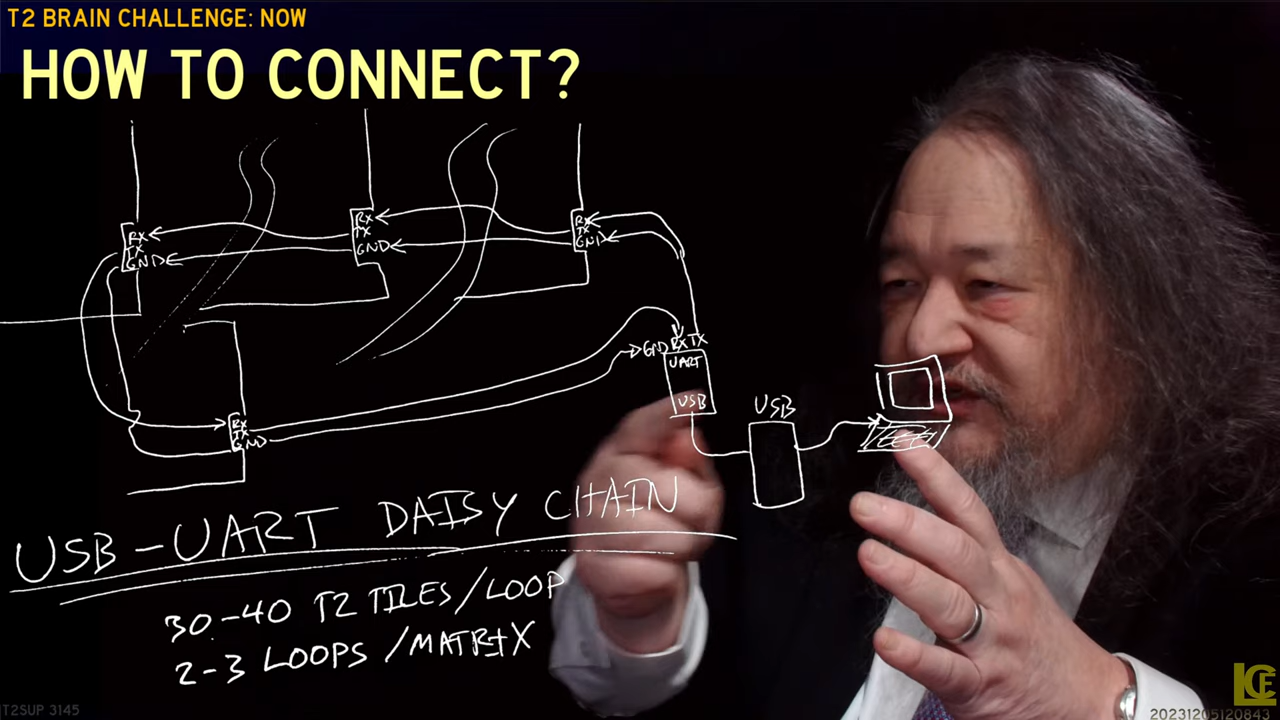 T2 BRAIN CHALLENGE: NOW
HOW TO CONNECT?
RX
TX
GND
RX
TX
GND
RX
TX
GND
GND RX TX
UART
USB
USB
RX
TX
GND
USB-UART DAISY CHAIN
30-40 T2 TILES/LOOP
2-3 LOOPS/MATRIX
T2SUP 3145
20231205120843